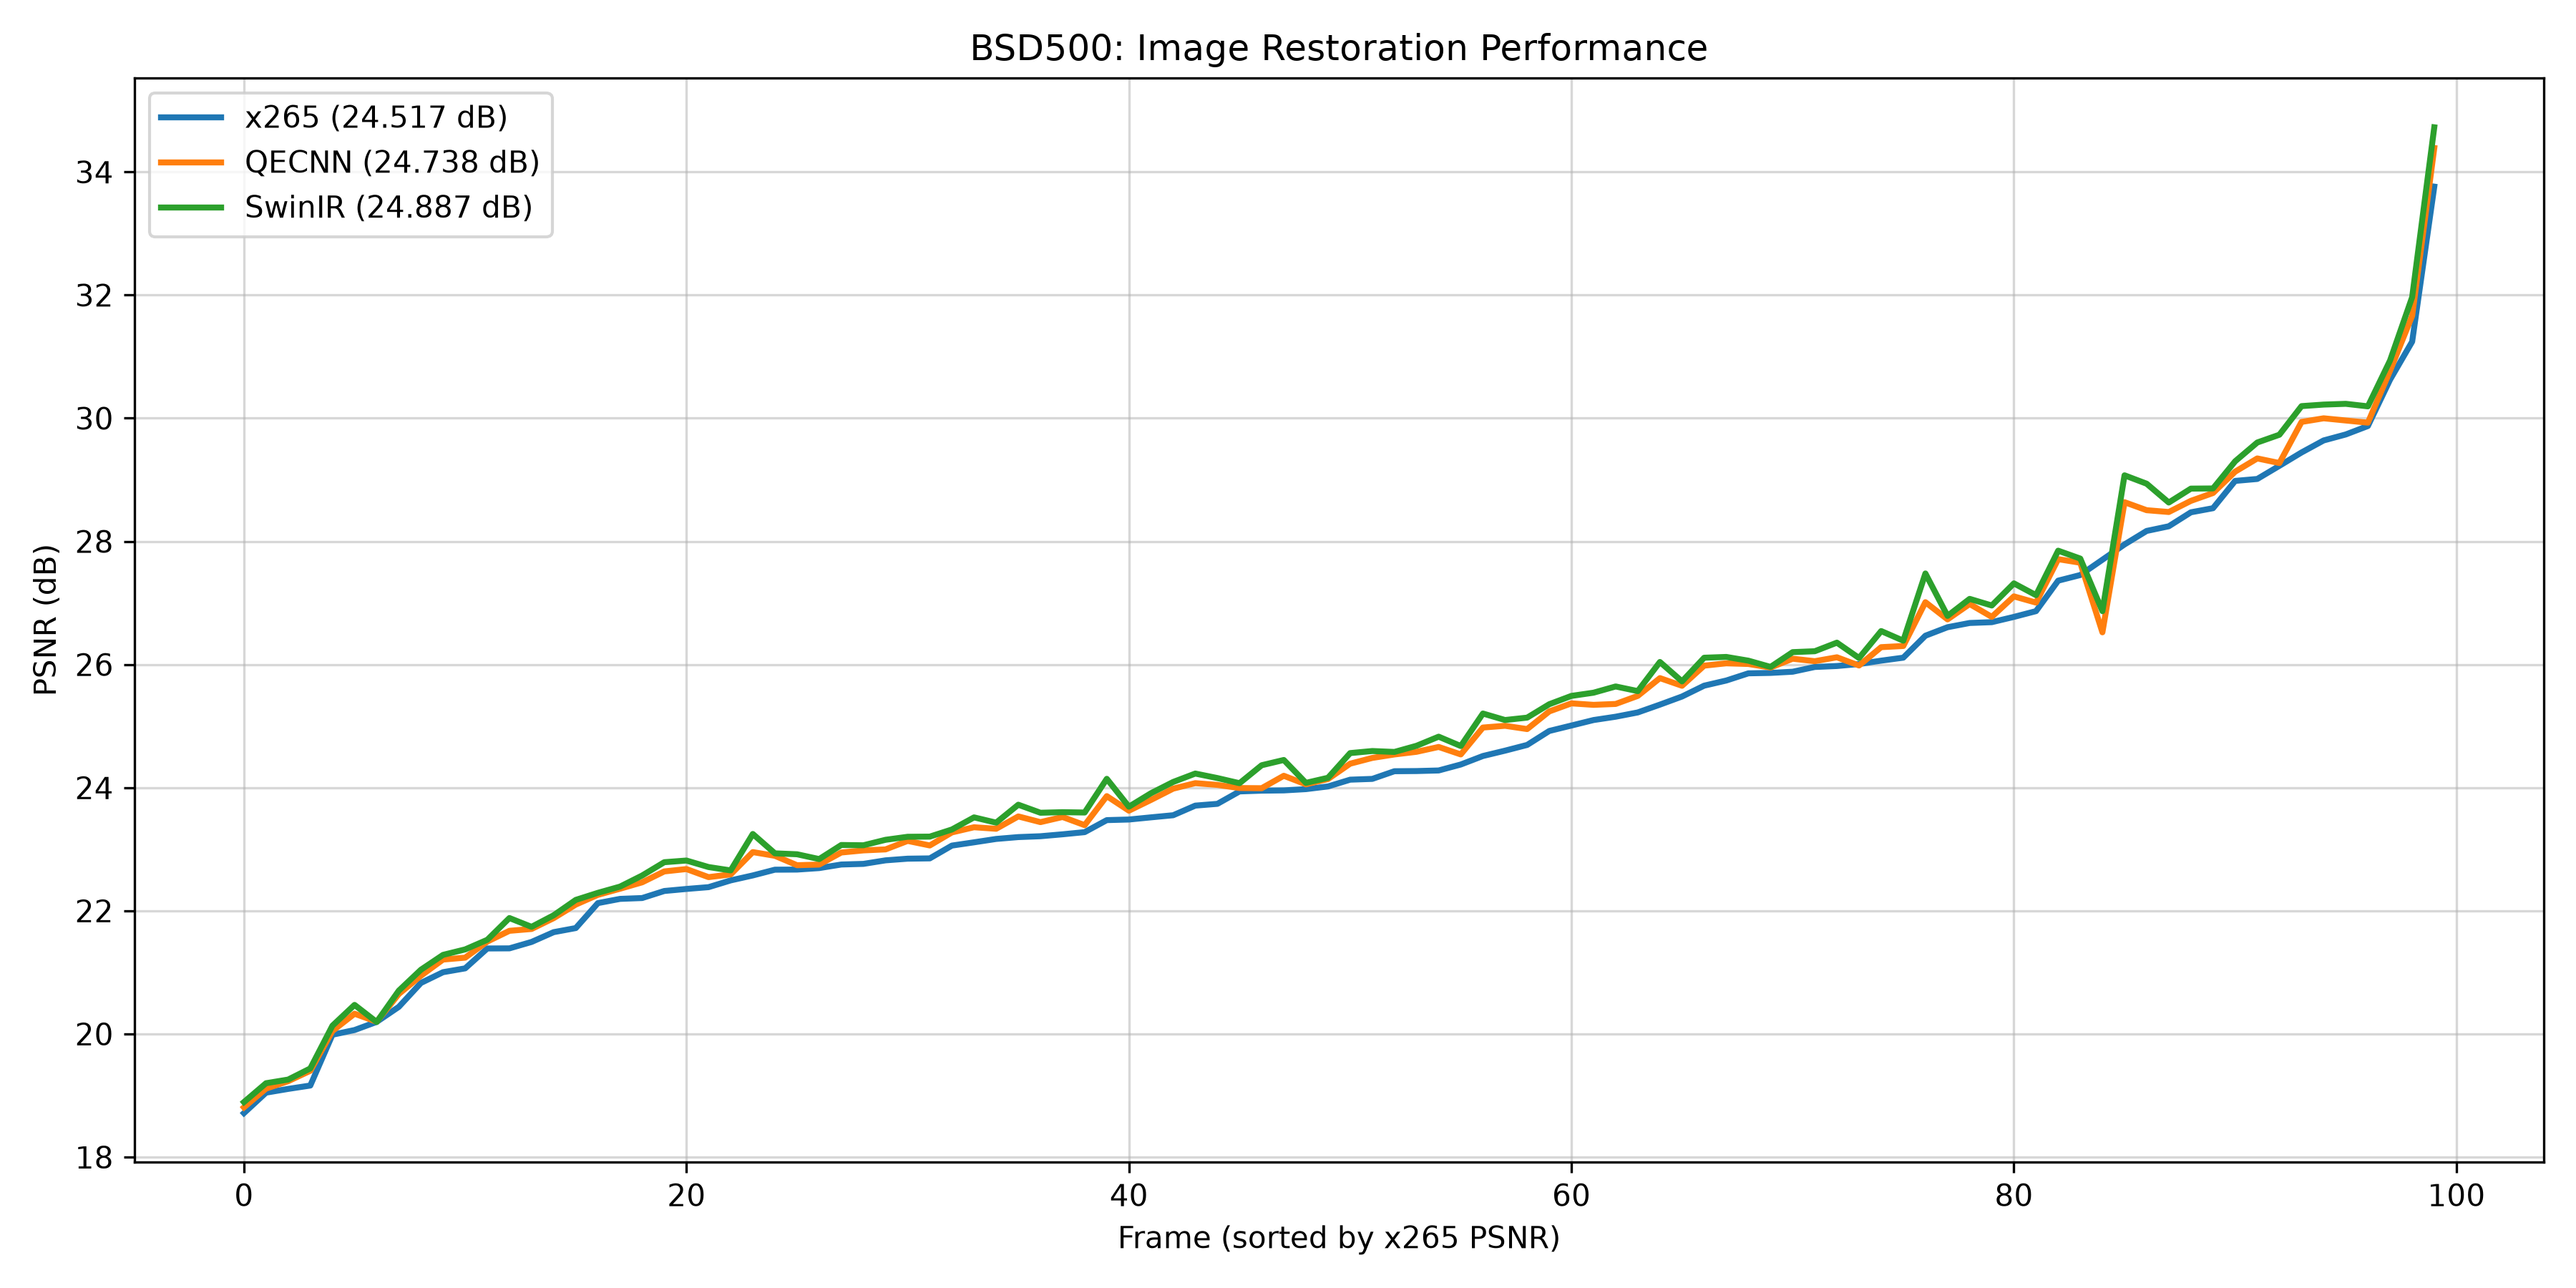 BSD500: Image Restoration Performance
x265 (24.517 dB)
QECNN (24.738 dB)
SwinIR (24.887 dB)
PSNR (dB)
34
32
30
28
26
24
22
20
18
0 20 40 60 80 100
Frame (sorted by x265 PSNR)